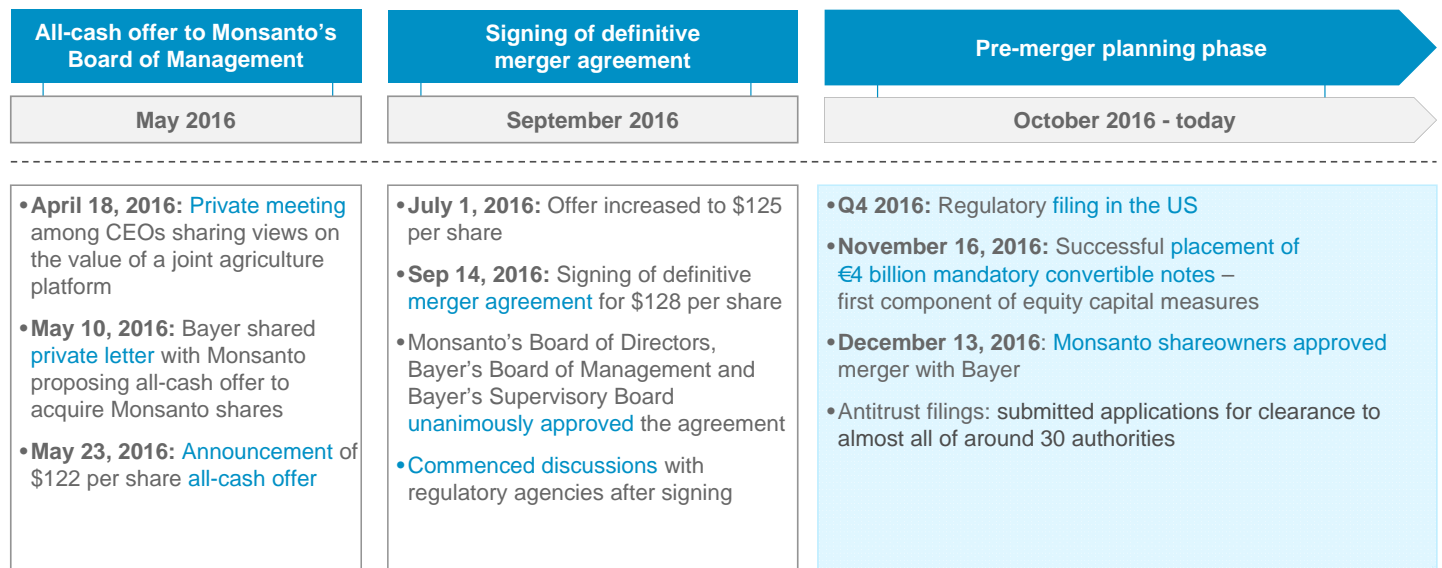 All-cash offer to Monsanto’s
Board of Management
May 2016
•April 18, 2016: Private meeting
among CEOs sharing views on
the value of a joint agriculture
platform
•May 10, 2016: Bayer shared
private letter with Monsanto
proposing all-cash offer to
acquire Monsanto shares
•May 23, 2016: Announcement of
$122 per share all-cash offer
Signing of definitive
merger agreement
September 2016
•July 1, 2016: Offer increased to $125
per share
•Sep 14, 2016: Signing of definitive
merger agreement for $128 per share
•Monsanto’s Board of Directors,
Bayer’s Board of Management and
Bayer’s Supervisory Board
unanimously approved the agreement
•Commenced discussions with
regulatory agencies after signing
Pre-merger planning phase
October 2016 - today
•Q4 2016: Regulatory filing in the US
•November 16, 2016: Successful placement of
€4 billion mandatory convertible notes –
first component of equity capital measures
•December 13, 2016: Monsanto shareowners approved
merger with Bayer
•Antitrust filings: submitted applications for clearance to
almost all of around 30 authorities